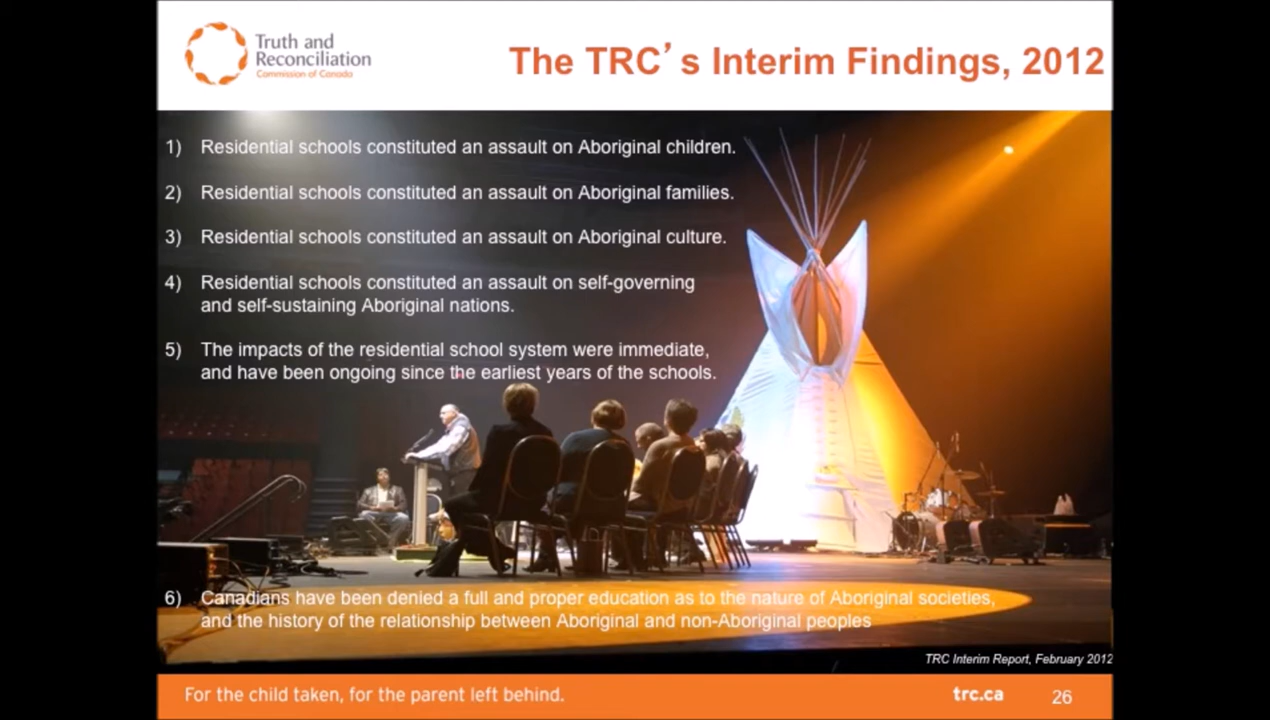 Truth and
Reconciliation
Commission of Canada
The TRC’s Interim Findings, 2012
1) Residential schools constituted an assault on Aboriginal children.
2) Residential schools constituted an assault on Aboriginal families.
3) Residential schools constituted an assault on Aboriginal culture.
4) Residential schools constituted an assault on self-governing
and self-sustaining Aboriginal nations.
5) The impacts of the residential school system were immediate,
and have been ongoing since the earliest years of the schools.
6) Canadians have been denied a full and proper education as to the nature of Aboriginal societies,
and the history of the relationship between Aboriginal and non-Aboriginal peoples
TRC Interim Report, February 2012
For the child taken, for the parent left behind.
trc.ca 26